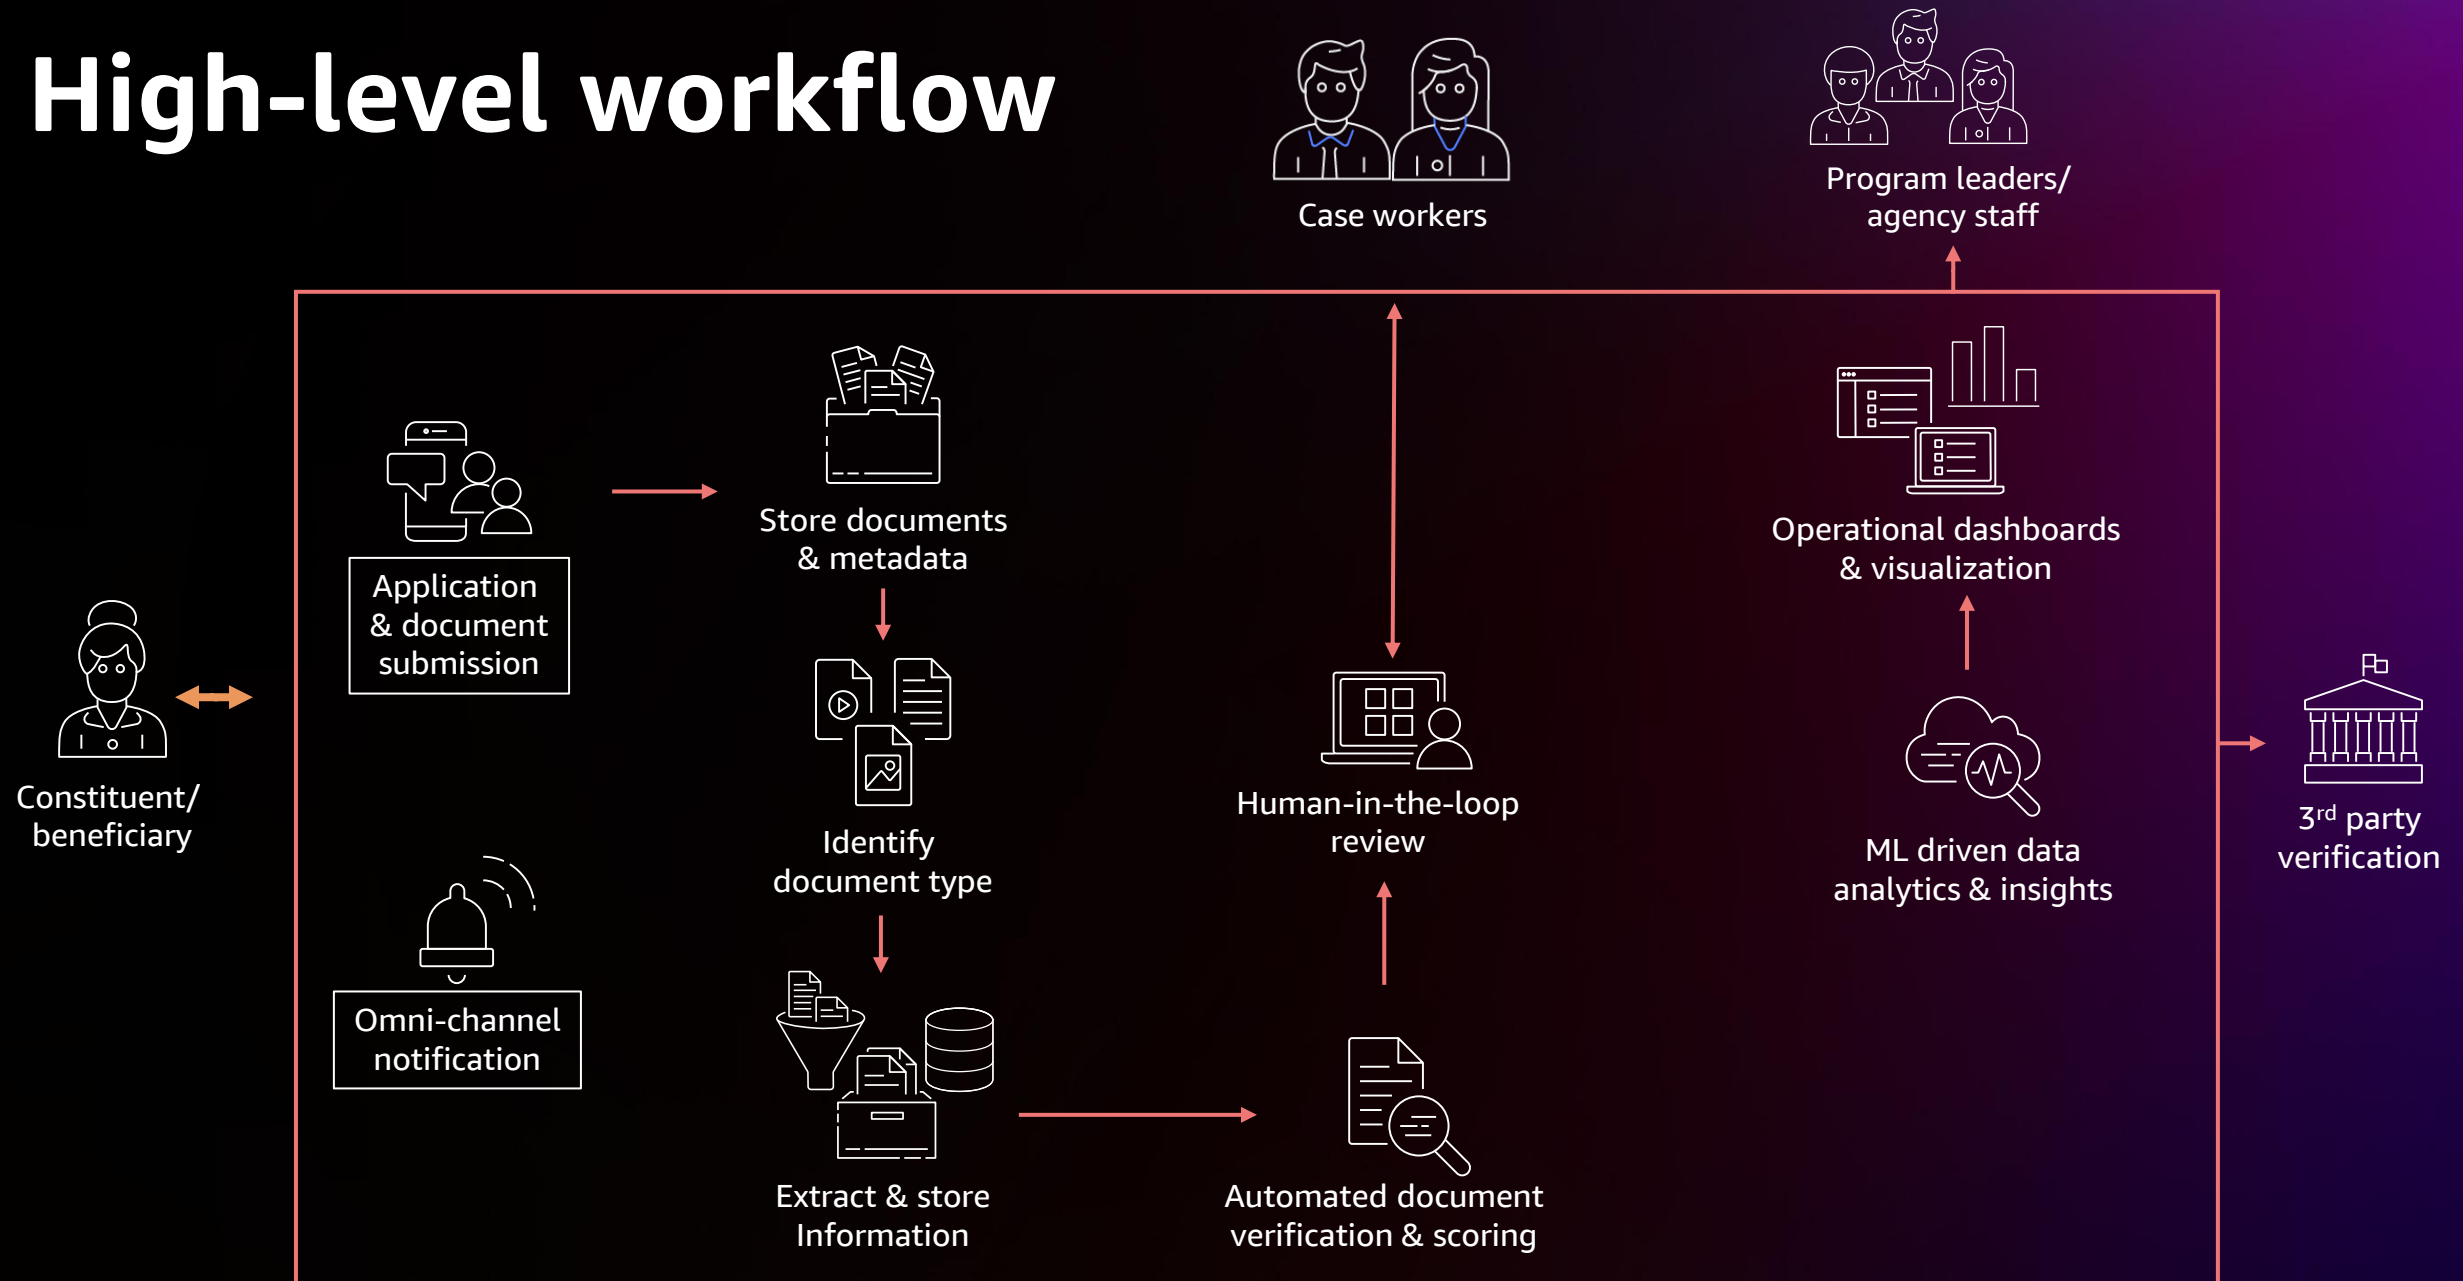 High-level workflow
Case workers
Program leaders/
agency staff
Constituent/
beneficiary
Application
& document
submission
Omni-channel
notification
Store documents
& metadata
Identify
document type
Extract & store
Information
Human-in-the-loop
review
Automated document
verification & scoring
Operational dashboards
& visualization
ML driven data
analytics & insights
3rd party
verification